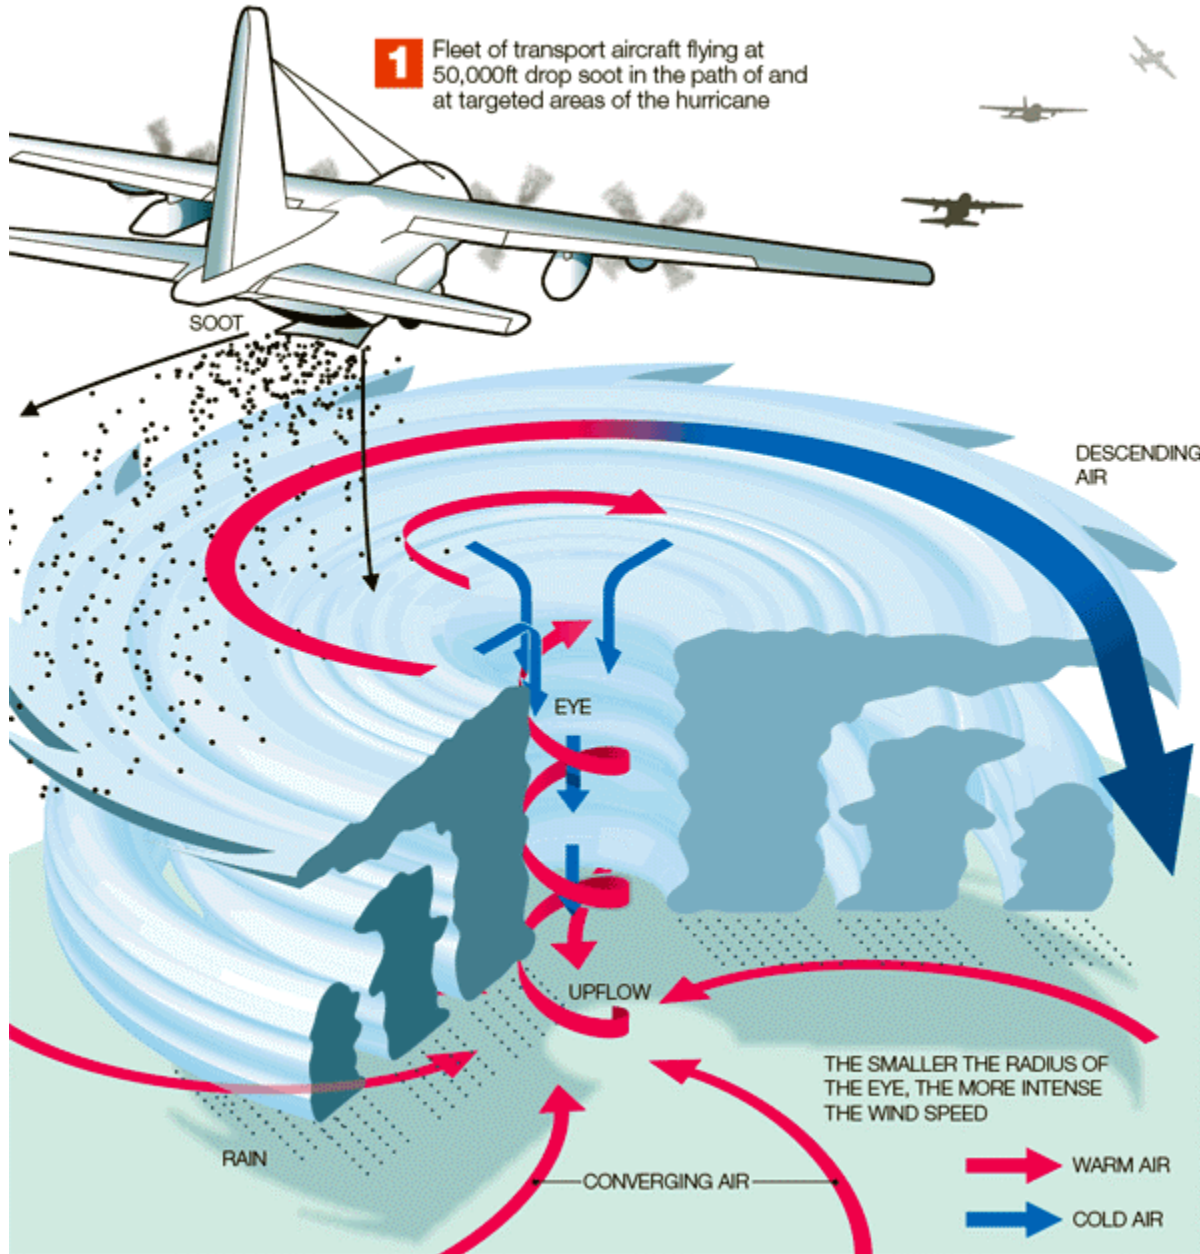 1
Fleet of transport aircraft flying at
50,000ft drop soot in the path of and
at targeted areas of the hurricane
SOOT
DESCENDING
AIR
EYE
UPFLOW
THE SMALLER THE RADIUS OF
THE EYE, THE MORE INTENSE
THE WIND SPEED
RAIN
CONVERGING AIR
WARM AIR
COLD AIR